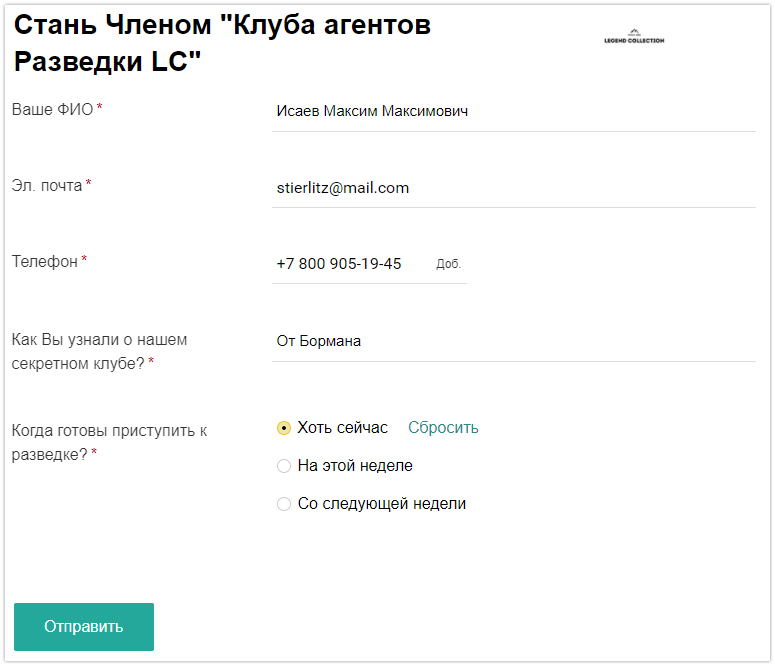 Стань Членом "Клуба агентов
Разведки LC"
LEGEND COLLECTION
Ваше ФИО *
Исаев Максим Максимович
Эл. почта *
stierlitz@mail.com
Телефон *
+7 800 905-19-45 Доб.
Как Вы узнали о нашем
секретном клубе? *
От Бормана
Когда готовы приступить к
разведке? *
Хоть сейчас Сбросить
На этой неделе
Со следующей недели
Отправить